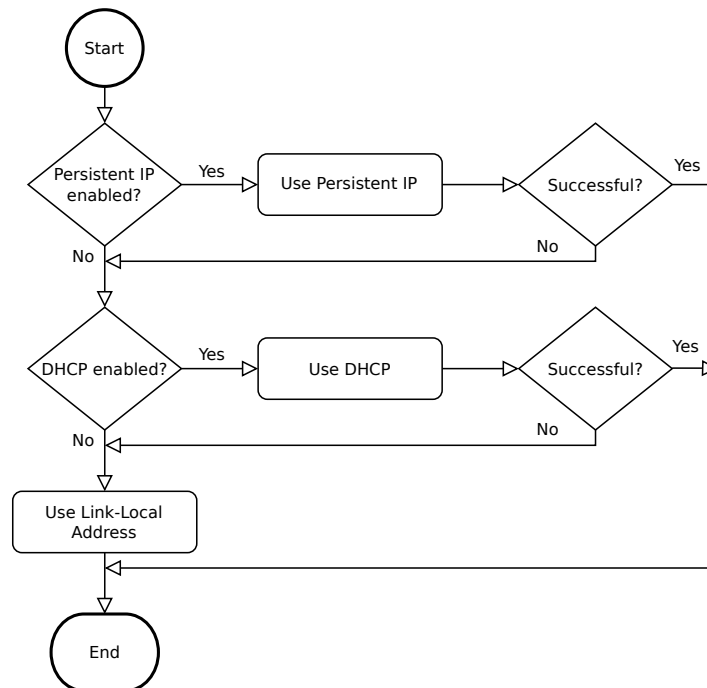 Start
Persistent IP
enabled?
Yes
Use Persistent IP
Successful?
Yes
No
No
DHCP enabled?
Yes
Use DHCP
Successful?
Yes
No
No
Use Link-Local
Address
End